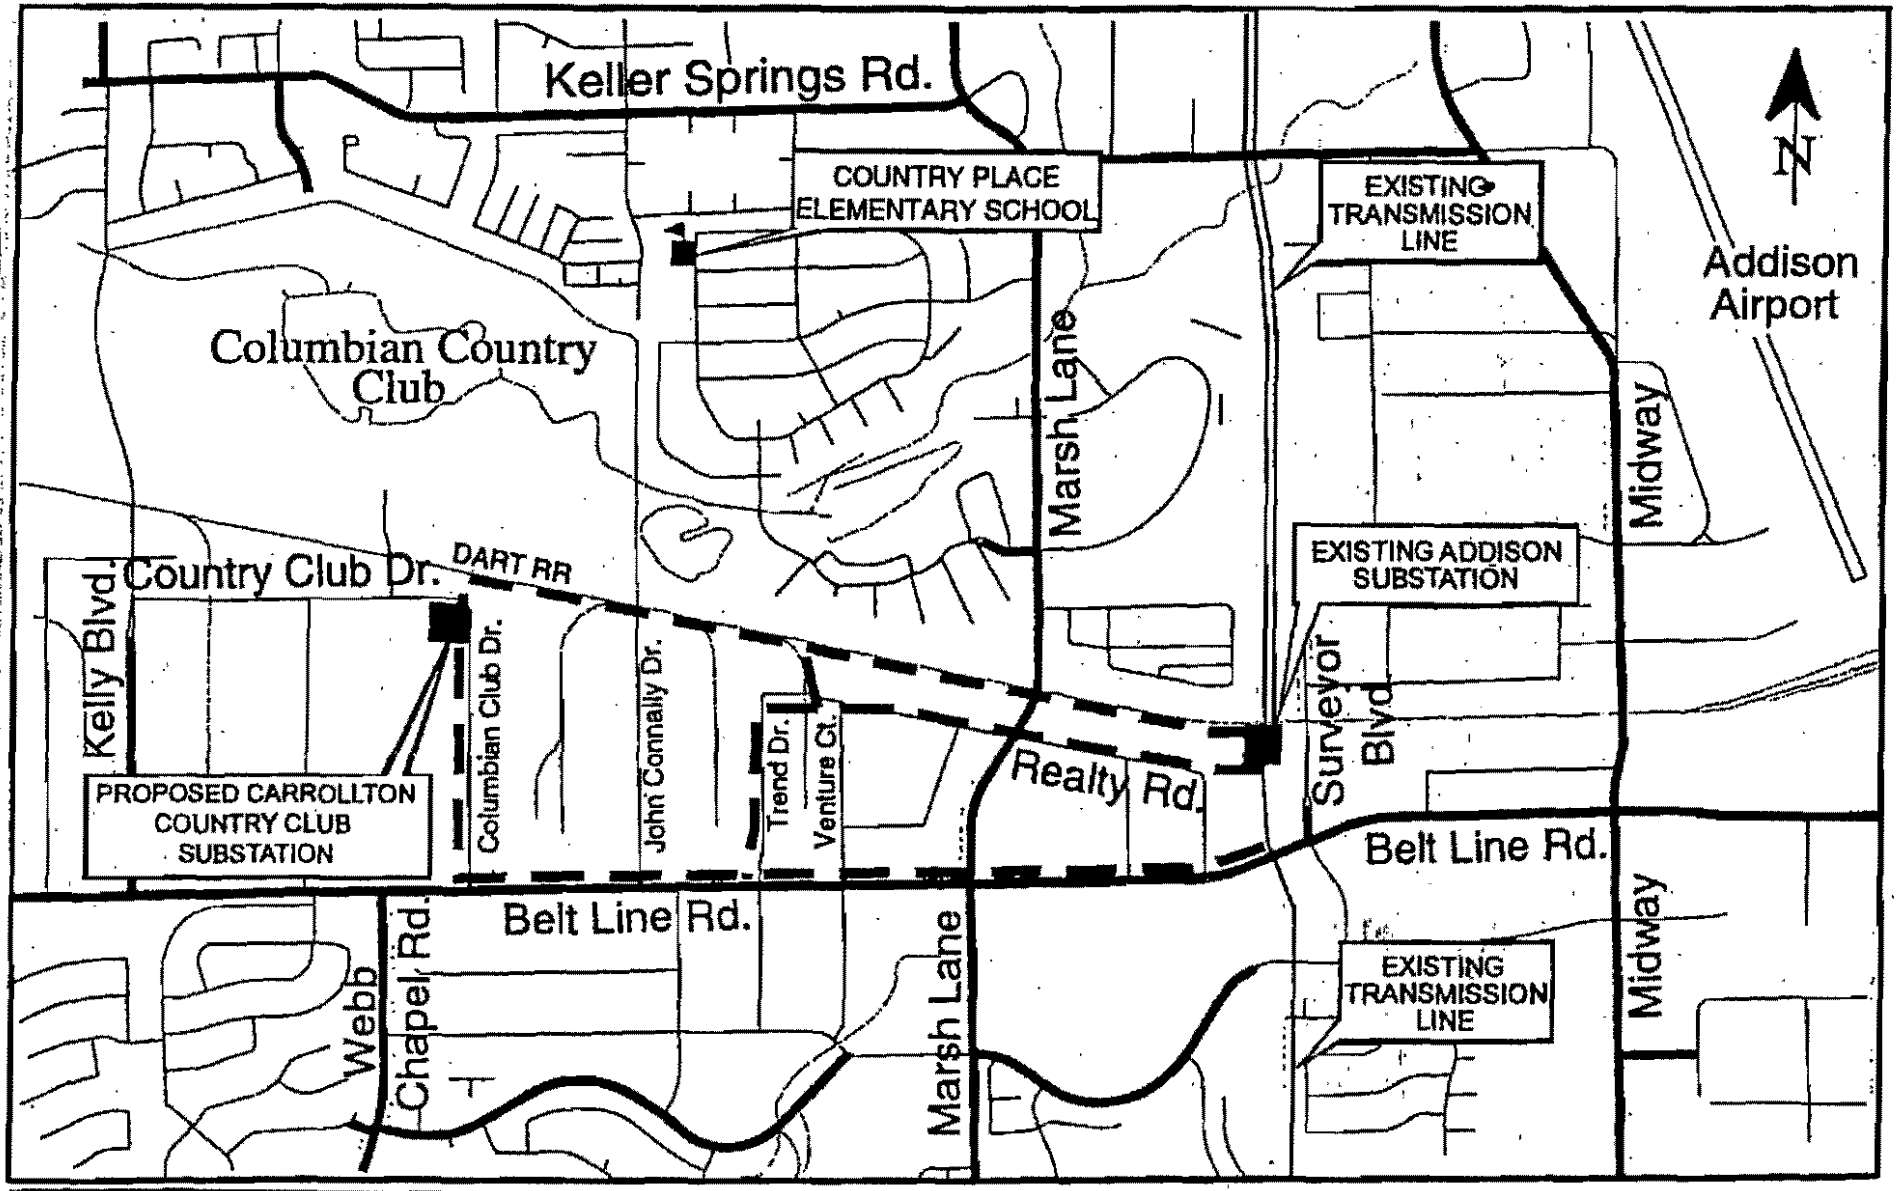 Keller Springs Rd.
N
COUNTRY PLACE
ELEMENTARY SCHOOL
EXISTING
TRANSMISSION
LINE
Addison
Airport
Columbian Country
Club
Marsh Lane
Midway
EXISTING ADDISON
SUBSTATION
Country Club Dr.
DART RR
Kelly Blvd.
Columbian Club Dr.
John Connally Dr.
Trend Dr.
Venture Ct.
Realty Rd.
Surveyor
Blvd
PROPOSED CARROLLTON
COUNTRY CLUB
SUBSTATION
Belt Line Rd.
Belt Line Rd.
Webb
Chapel Rd.
Marsh Lane
EXISTING
TRANSMISSION
LINE
Midway